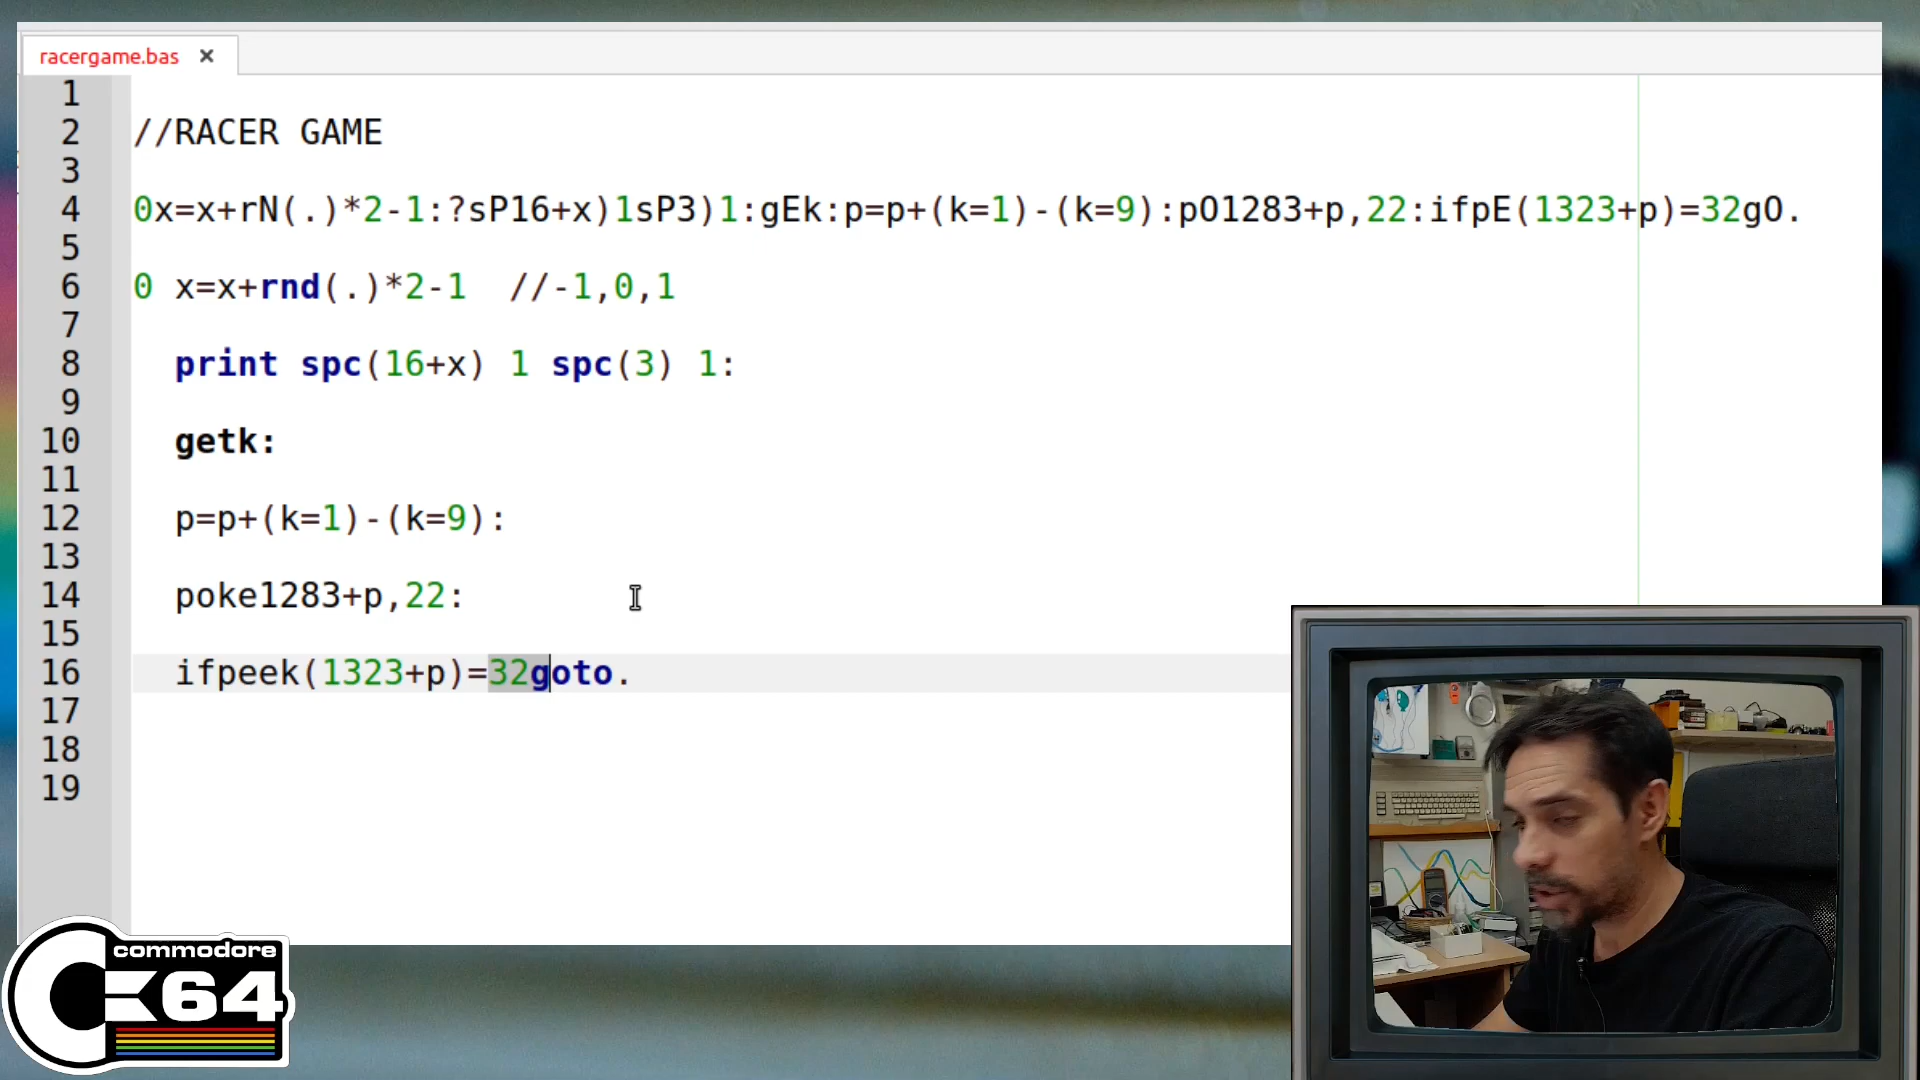 racergame.bas ×
1
2 //RACER GAME
3
4 0x=x+rN(.)*2-1:?sP16+x)1sP3)1:gEk:p=p+(k=1)-(k=9):pO1283+p,22:ifpE(1323+p)=32gO.
5
6 0 x=x+rnd(.)*2-1  //-1,0,1
7
8 print spc(16+x) 1 spc(3) 1:
9
10 getk:
11
12 p=p+(k=1)-(k=9):
13
14 poke1283+p,22:
15
16 ifpeek(1323+p)=32goto.
17
18
19
commodore
64